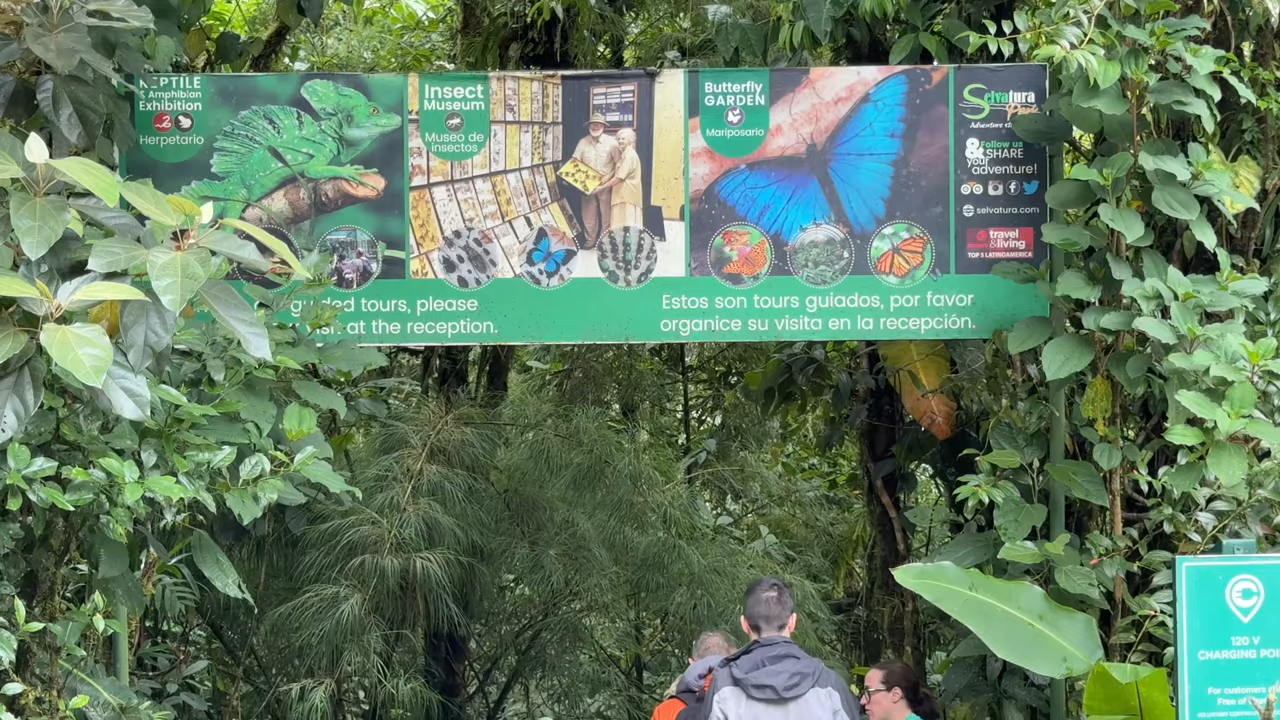 REPTILE
& Amphibian
Exhibition
Herpetario
Insect
Museum
Museo de
insectos
Butterfly
GARDEN
Mariposario
Selvatura
Park
Adventure
Follow us
& SHARE
your
adventure!
selvatura.com
travel
&living
TOP 5 LATINOAMERICA
guided tours, please
visit at the reception.
Estos son tours guiados, por favor
organice su visita en la recepción.
120 V
CHARGING
For customers
Free of